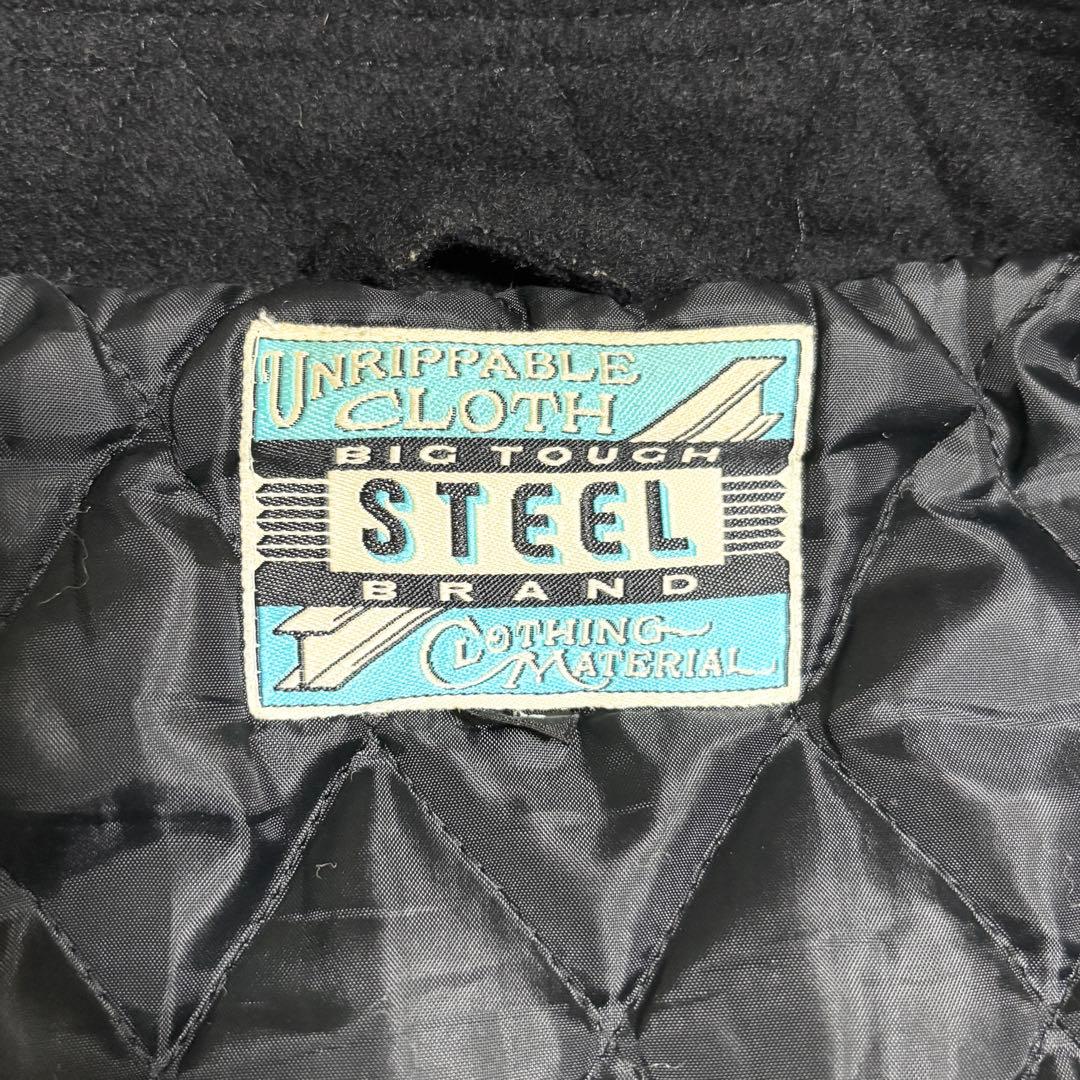 UNRIPPABLE
CLOTH
BIG TOUGH
STEEL
BRAND
CLOTHING
MATERIAL